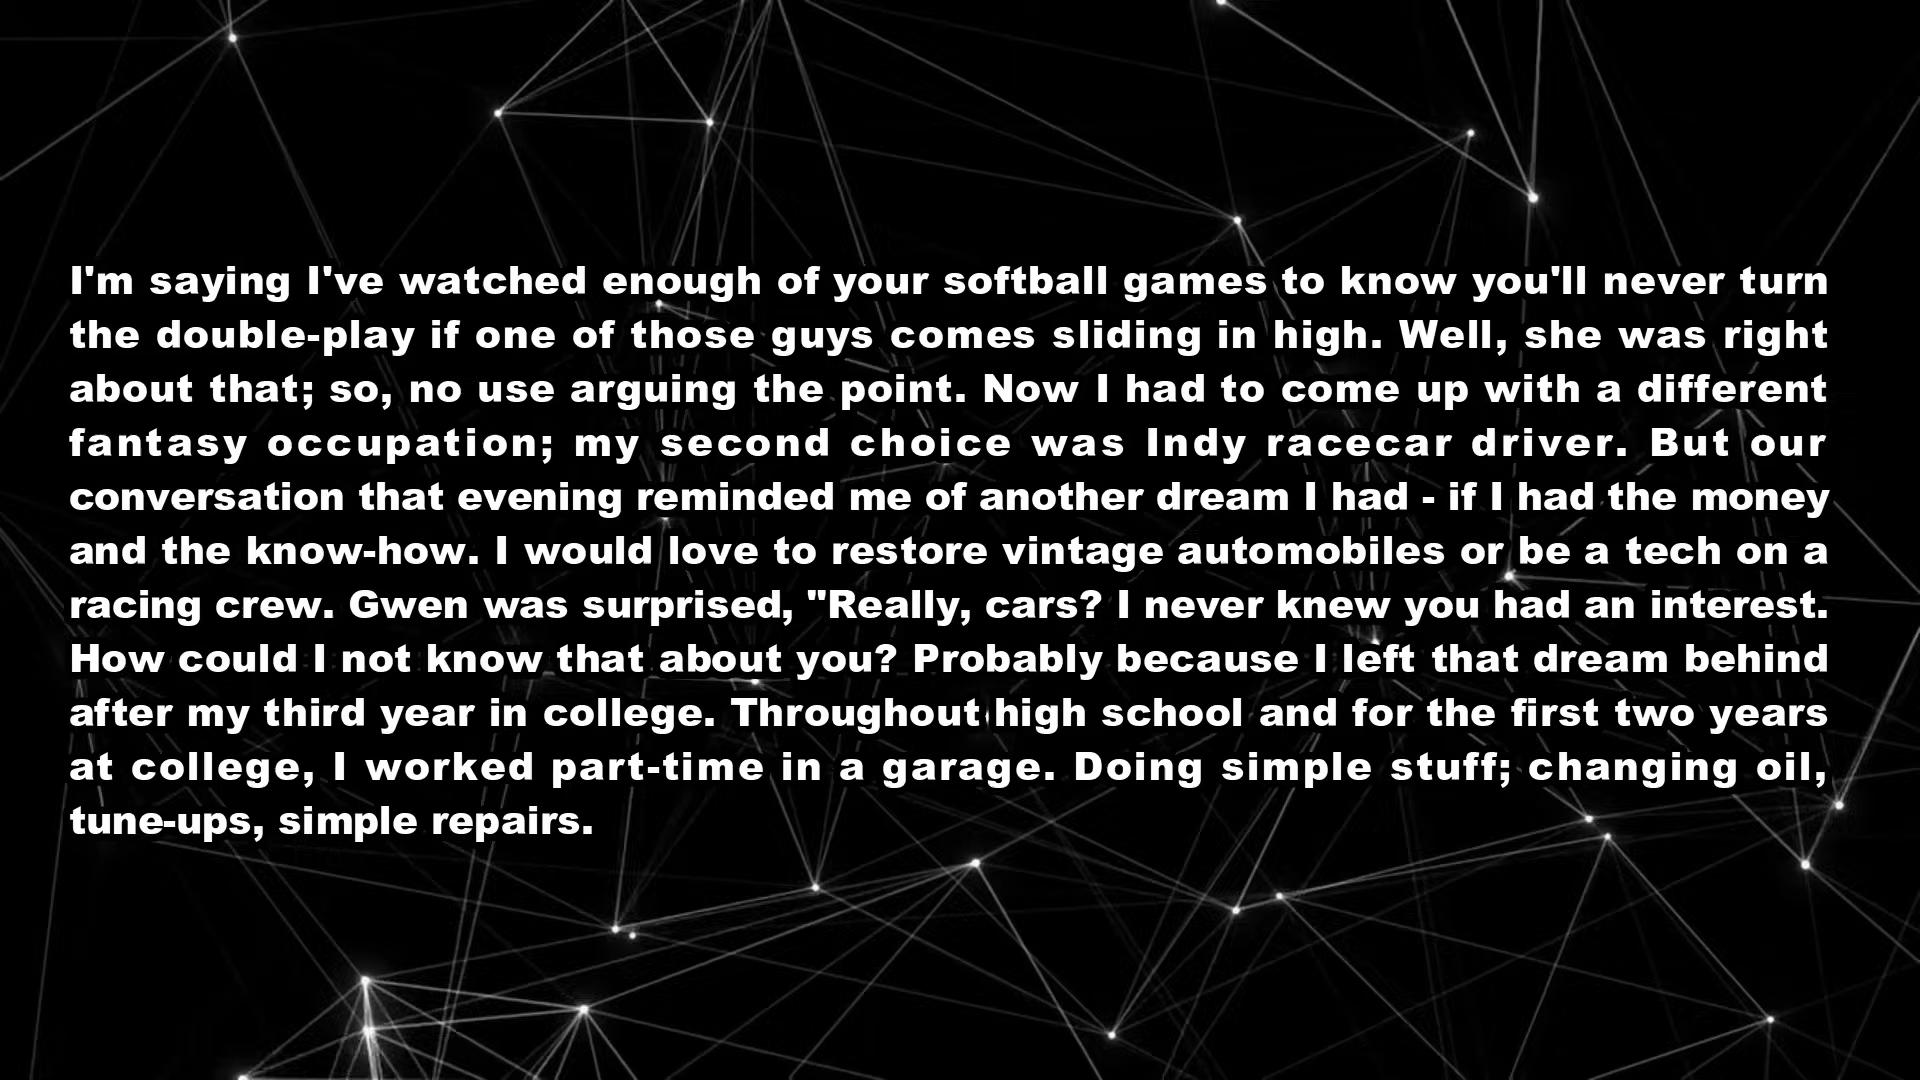 I'm saying I've watched enough of your softball games to know you'll never turn
the double-play if one of those guys comes sliding in high. Well, she was right
about that; so, no use arguing the point. Now I had to come up with a different
fantasy occupation; my second choice was Indy racecar driver. But our
conversation that evening reminded me of another dream I had - if I had the money
and the know-how. I would love to restore vintage automobiles or be a tech on a
racing crew. Gwen was surprised, "Really, cars? I never knew you had an interest.
How could I not know that about you? Probably because I left that dream behind
after my third year in college. Throughout high school and for the first two years
at college, I worked part-time in a garage. Doing simple stuff; changing oil,
tune-ups, simple repairs.